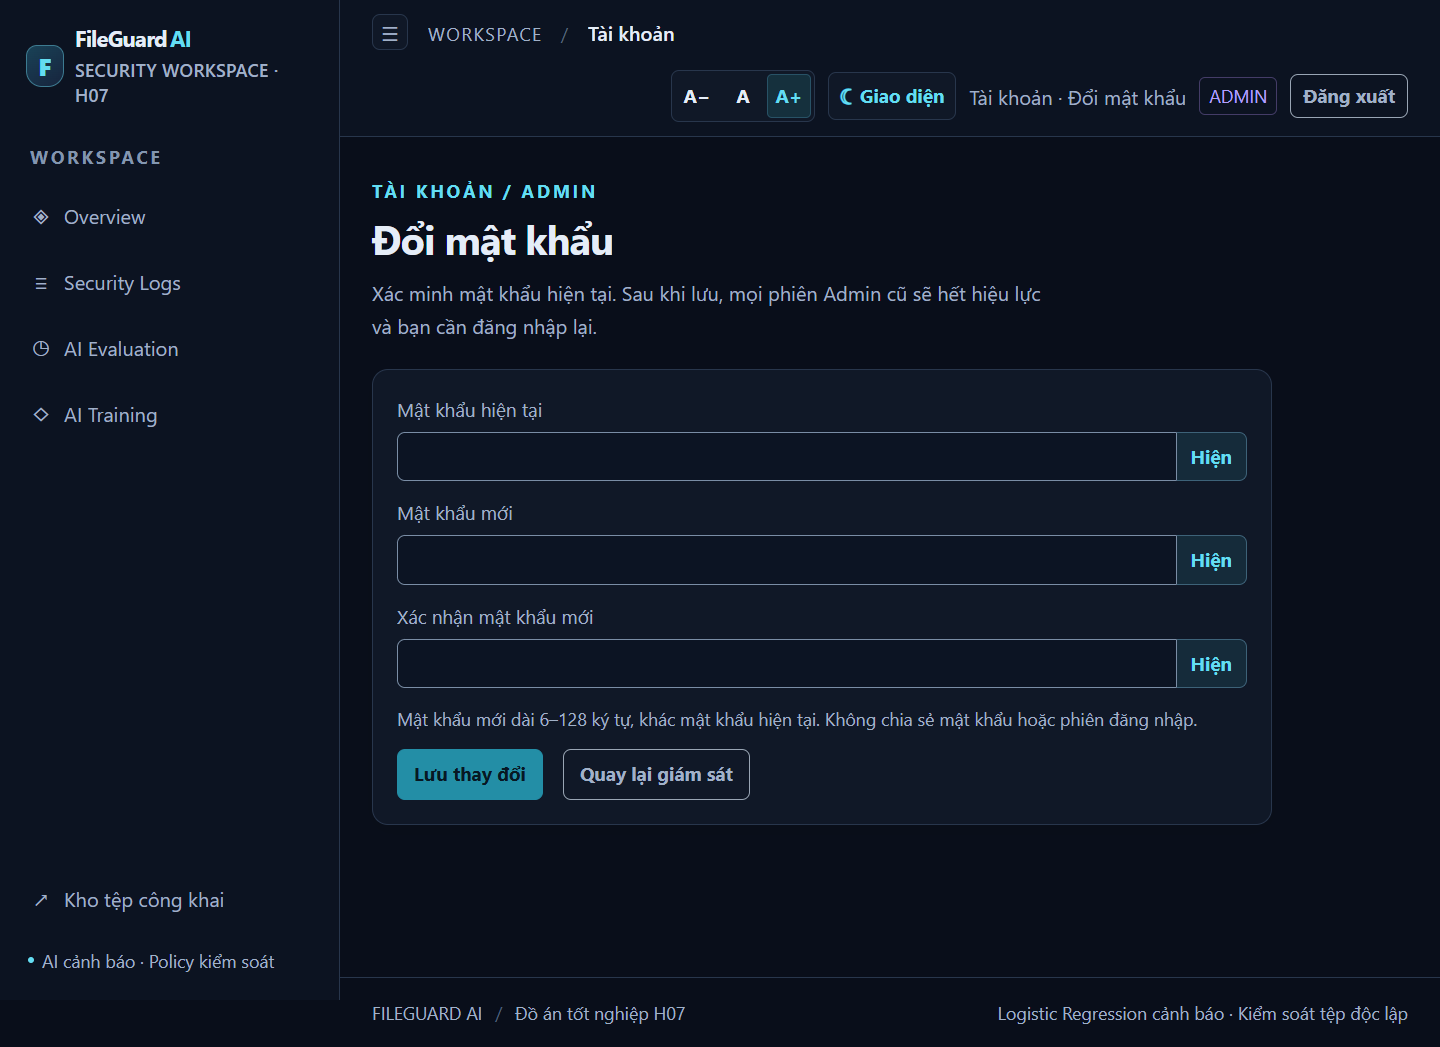 F
FileGuard AI
SECURITY WORKSPACE ·
H07
WORKSPACE
Overview
Security Logs
AI Evaluation
AI Training
Kho tệp công khai
AI cảnh báo · Policy kiểm soát
WORKSPACE / Tài khoản
A− A A+ Giao diện Tài khoản · Đổi mật khẩu ADMIN Đăng xuất
TÀI KHOẢN / ADMIN
Đổi mật khẩu
Xác minh mật khẩu hiện tại. Sau khi lưu, mọi phiên Admin cũ sẽ hết hiệu lực
và bạn cần đăng nhập lại.
Mật khẩu hiện tại
Hiện
Mật khẩu mới
Hiện
Xác nhận mật khẩu mới
Hiện
Mật khẩu mới dài 6–128 ký tự, khác mật khẩu hiện tại. Không chia sẻ mật khẩu hoặc phiên đăng nhập.
Lưu thay đổi Quay lại giám sát
FILEGUARD AI / Đồ án tốt nghiệp H07
Logistic Regression cảnh báo · Kiểm soát tệp độc lập